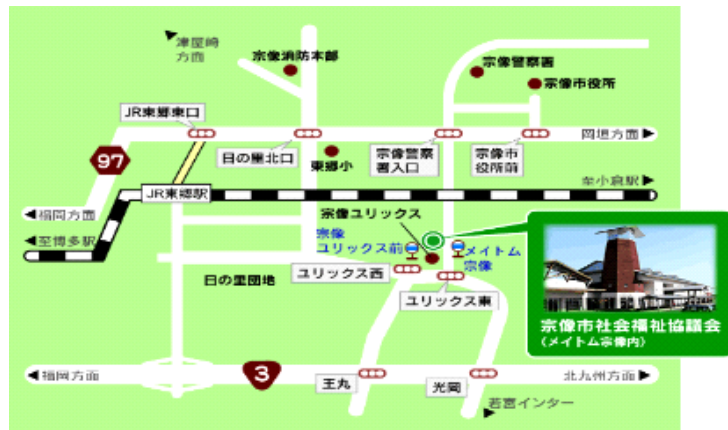 津屋崎
方面
宗像消防本部
宗像警察署
宗像市役所
JR東郷東口
日の里北口
東郷小
宗像警察
署入口
宗像市
役所前
岡垣方面
97
JR東郷駅
至小倉駅
福岡方面
至博多駅
宗像ユリックス
宗像
ユリックス前
メイトム
宗像
日の里団地
ユリックス西
ユリックス東
宗像市社会福祉協議会
(メイトム宗像内)
福岡方面
3
王丸
光岡
北九州方面
若宮インター